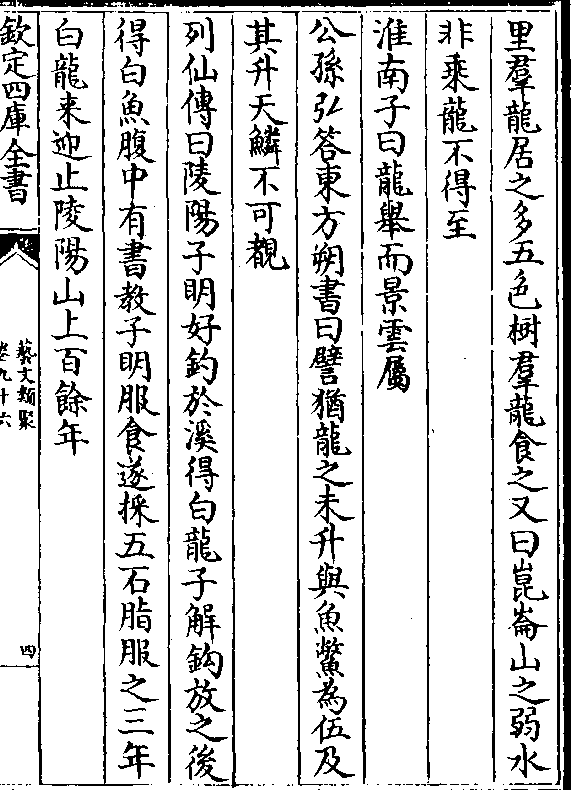 里羣龍居之多五色樹羣龍食之又曰崑崙山之弱水
非乘龍不得至
淮南子曰龍舉而景雲屬
公孫弘答東方朔書曰譬猶龍之未升與魚鱉為伍及
其升天鱗不可覩
列仙傳曰陵陽子明好釣於溪得白龍子解鈎放之後
得白魚腹中有書教子明服食遂採五石脂服之三年
白龍来迎止陵陽山上百餘年
欽定四庫全書
藝文類聚
卷九十六
四